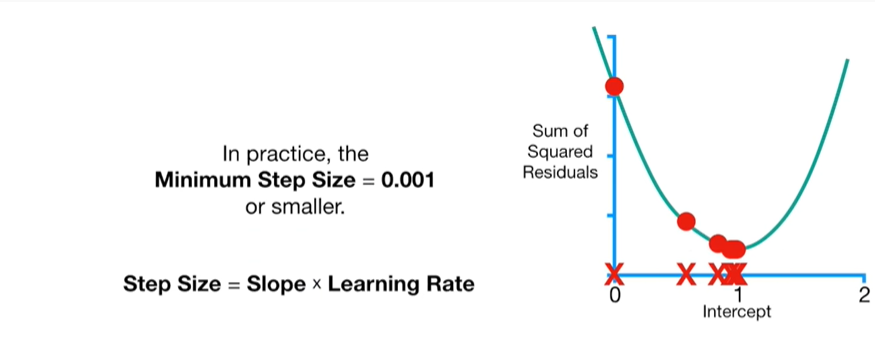 In practice, the
Minimum Step Size = 0.001
or smaller.
Step Size = Slope × Learning Rate
Sum of
Squared
Residuals
0
1
2
Intercept